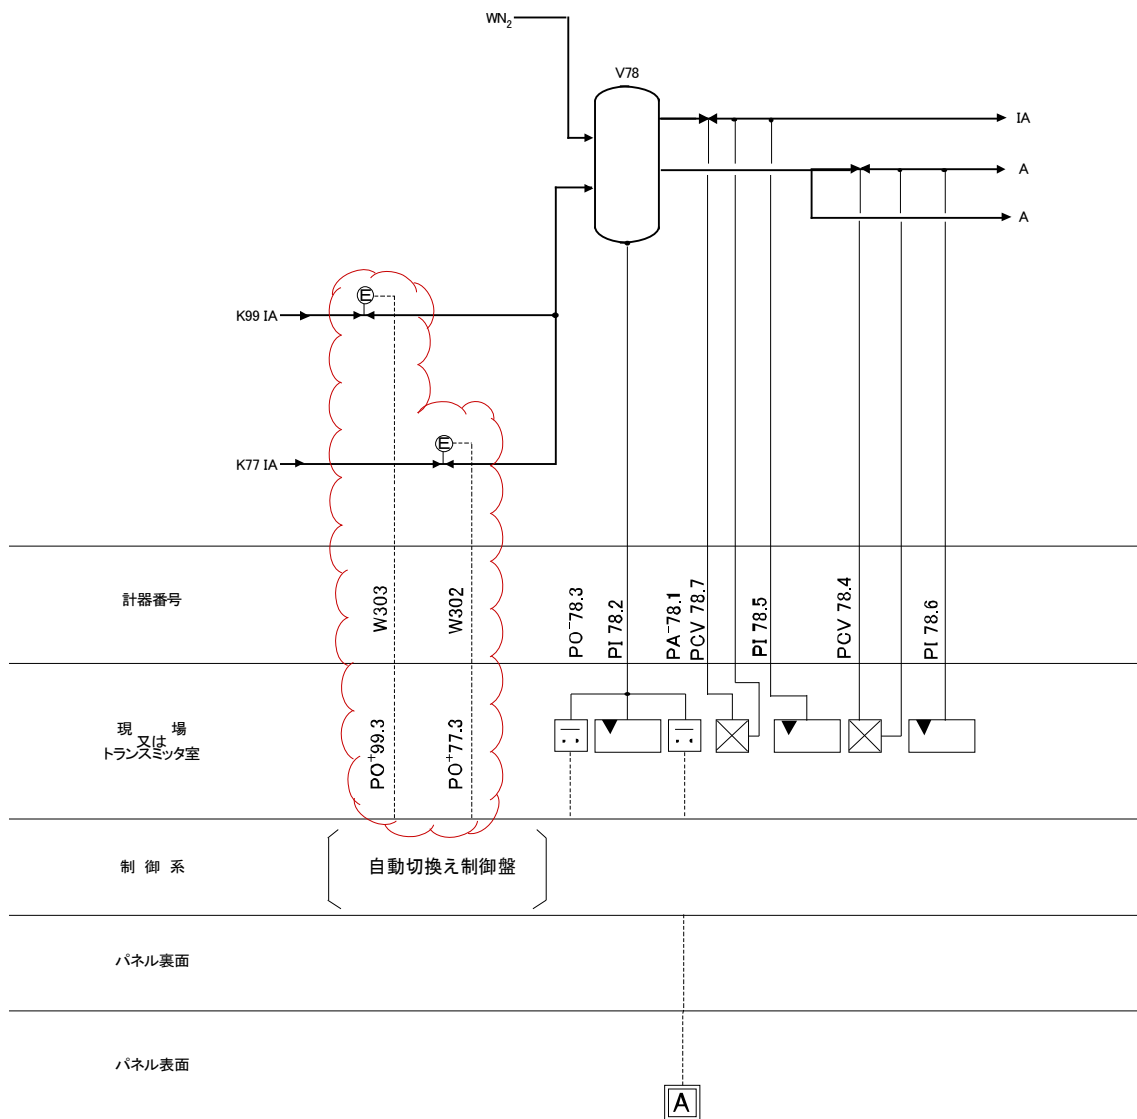 WN2
V78
IA
A
A
E
K99 IA
E
K77 IA
計器番号
W303
W302
PO-78.3
PI 78.2
PA-78.1
PCV 78.7
PI 78.5
PCV 78.4
PI 78.6
現 場
又は
トランスミッタ室
PO+99.3
PO+77.3
制 御 系
自動切換え制御盤
パネル裏面
パネル表面
A